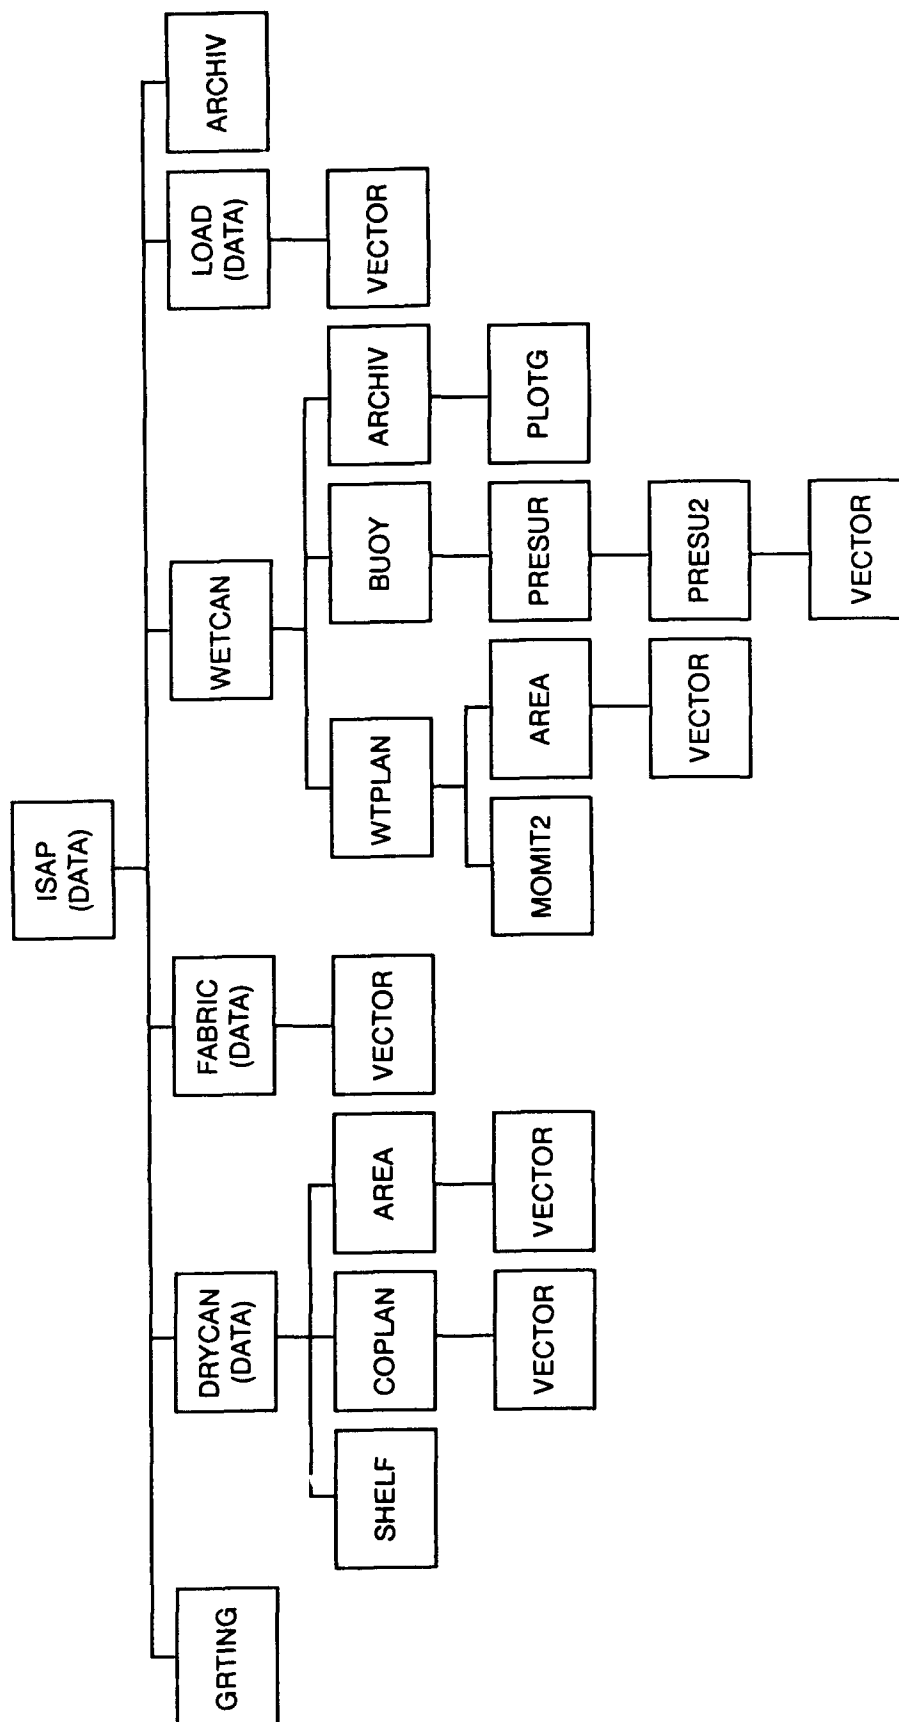 ISAP
(DATA)
GRTING
DRYCAN
(DATA)
FABRIC
(DATA)
WETCAN
LOAD
(DATA)
ARCHIV
SHELF
COPLAN
AREA
VECTOR
WTPLAN
BUOY
ARCHIV
VECTOR
VECTOR
VECTOR
MOMIT2
AREA
PRESUR
PLOTG
VECTOR
PRESU2
VECTOR